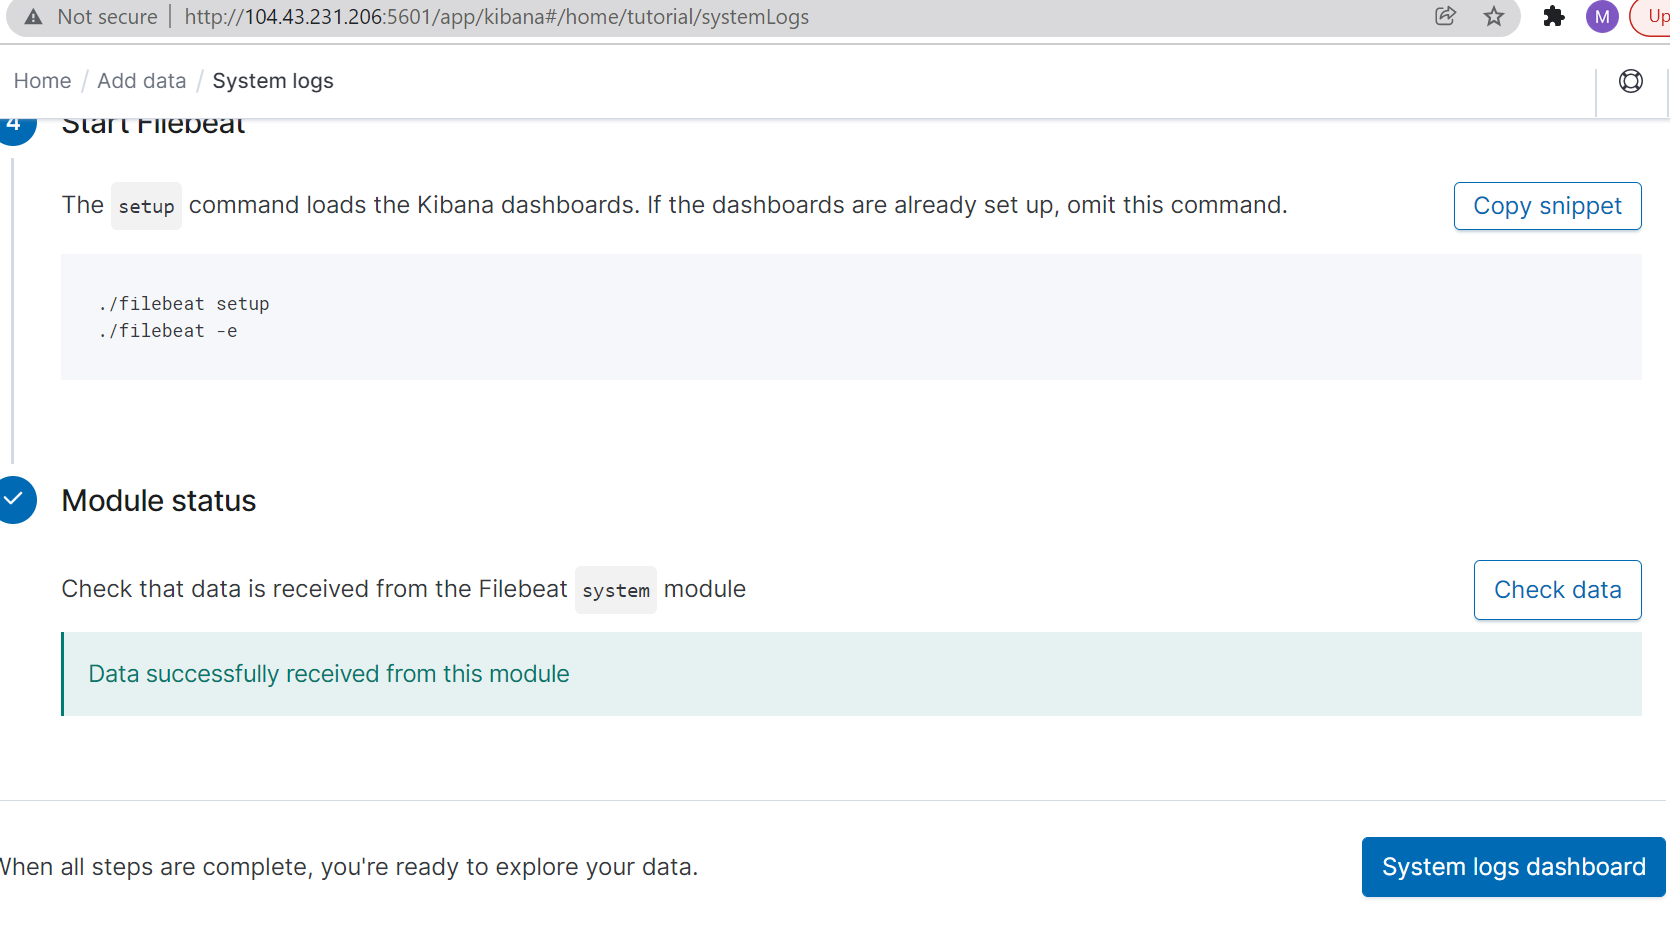 Not secure | http://104.43.231.206:5601/app/kibana#/home/tutorial/systemLogs
M
Up
Home / Add data / System logs
4
Start Filebeat
The setup command loads the Kibana dashboards. If the dashboards are already set up, omit this command.
Copy snippet
./filebeat setup
./filebeat -e
Module status
Check that data is received from the Filebeat system module
Check data
Data successfully received from this module
When all steps are complete, you're ready to explore your data.
System logs dashboard